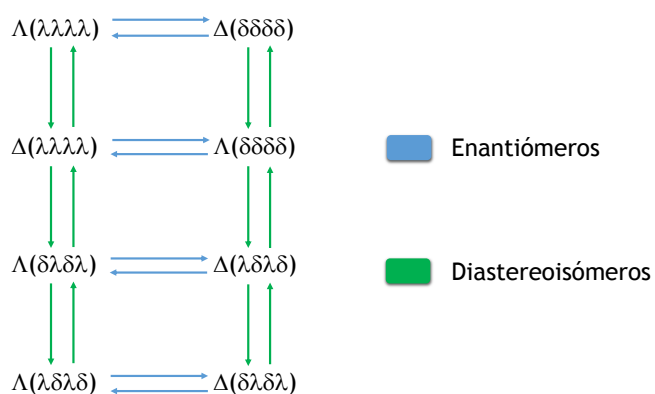 Λ(λλλλ) Δ(δδδδ)
Δ(λλλλ) Λ(δδδδ)
Enantiómeros
Λ(δλδλ) Δ(λδλδ)
Diastereoisómeros
Λ(λδλδ) Δ(δλδλ)